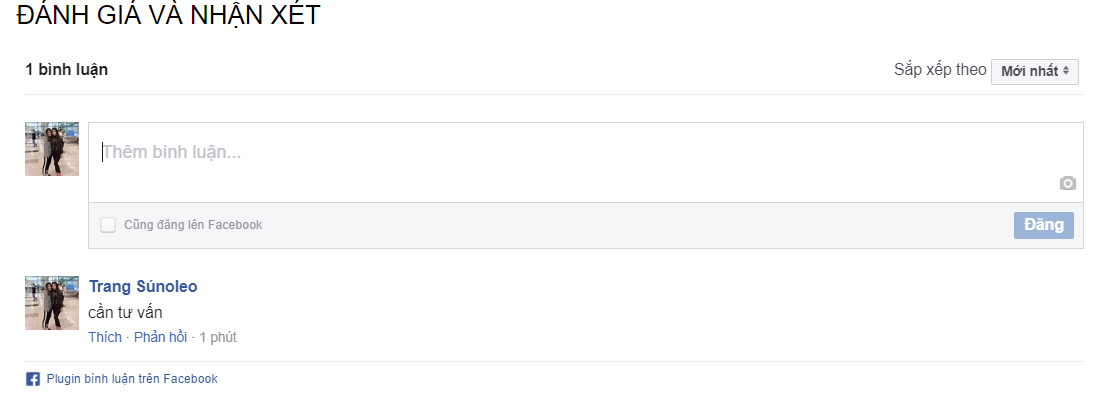 ĐÁNH GIÁ VÀ NHẬN XÉT
1 bình luận
Sắp xếp theo Mới nhất
Thêm bình luận...
Cũng đăng lên Facebook
Đăng
Trang Súnoleo
cần tư vấn
Thích · Phản hồi · 1 phút
Plugin bình luận trên Facebook